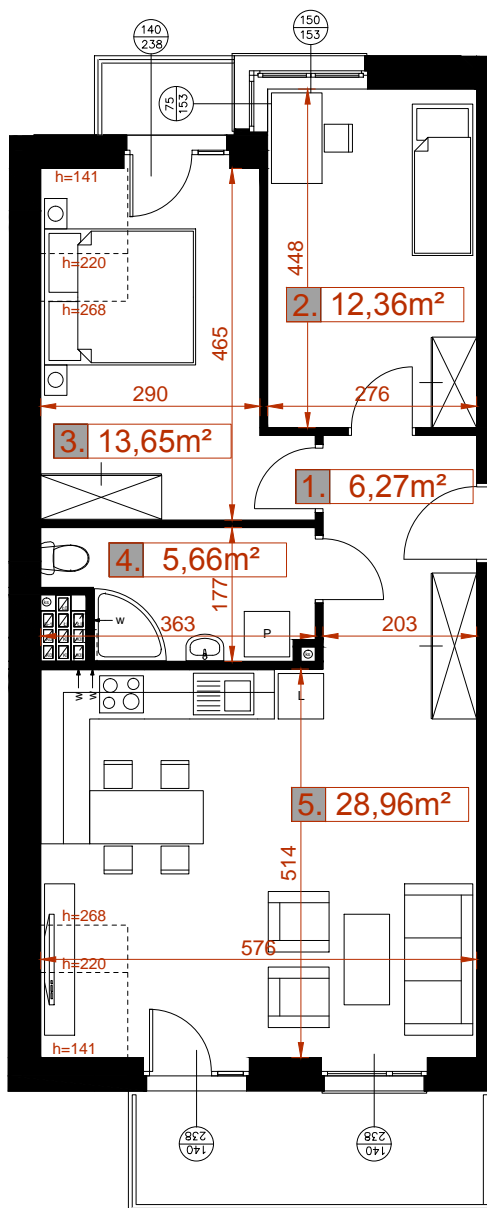 140
238
150
153
75
153
h=141
h=220
h=268
448
2. 12,36m²
465
290
276
3. 13,65m²
1. 6,27m²
4. 5,66m²
177
W
363
203
P
W
W
L
5. 28,96m²
514
h=268
576
h=220
h=141
140
238
140
238